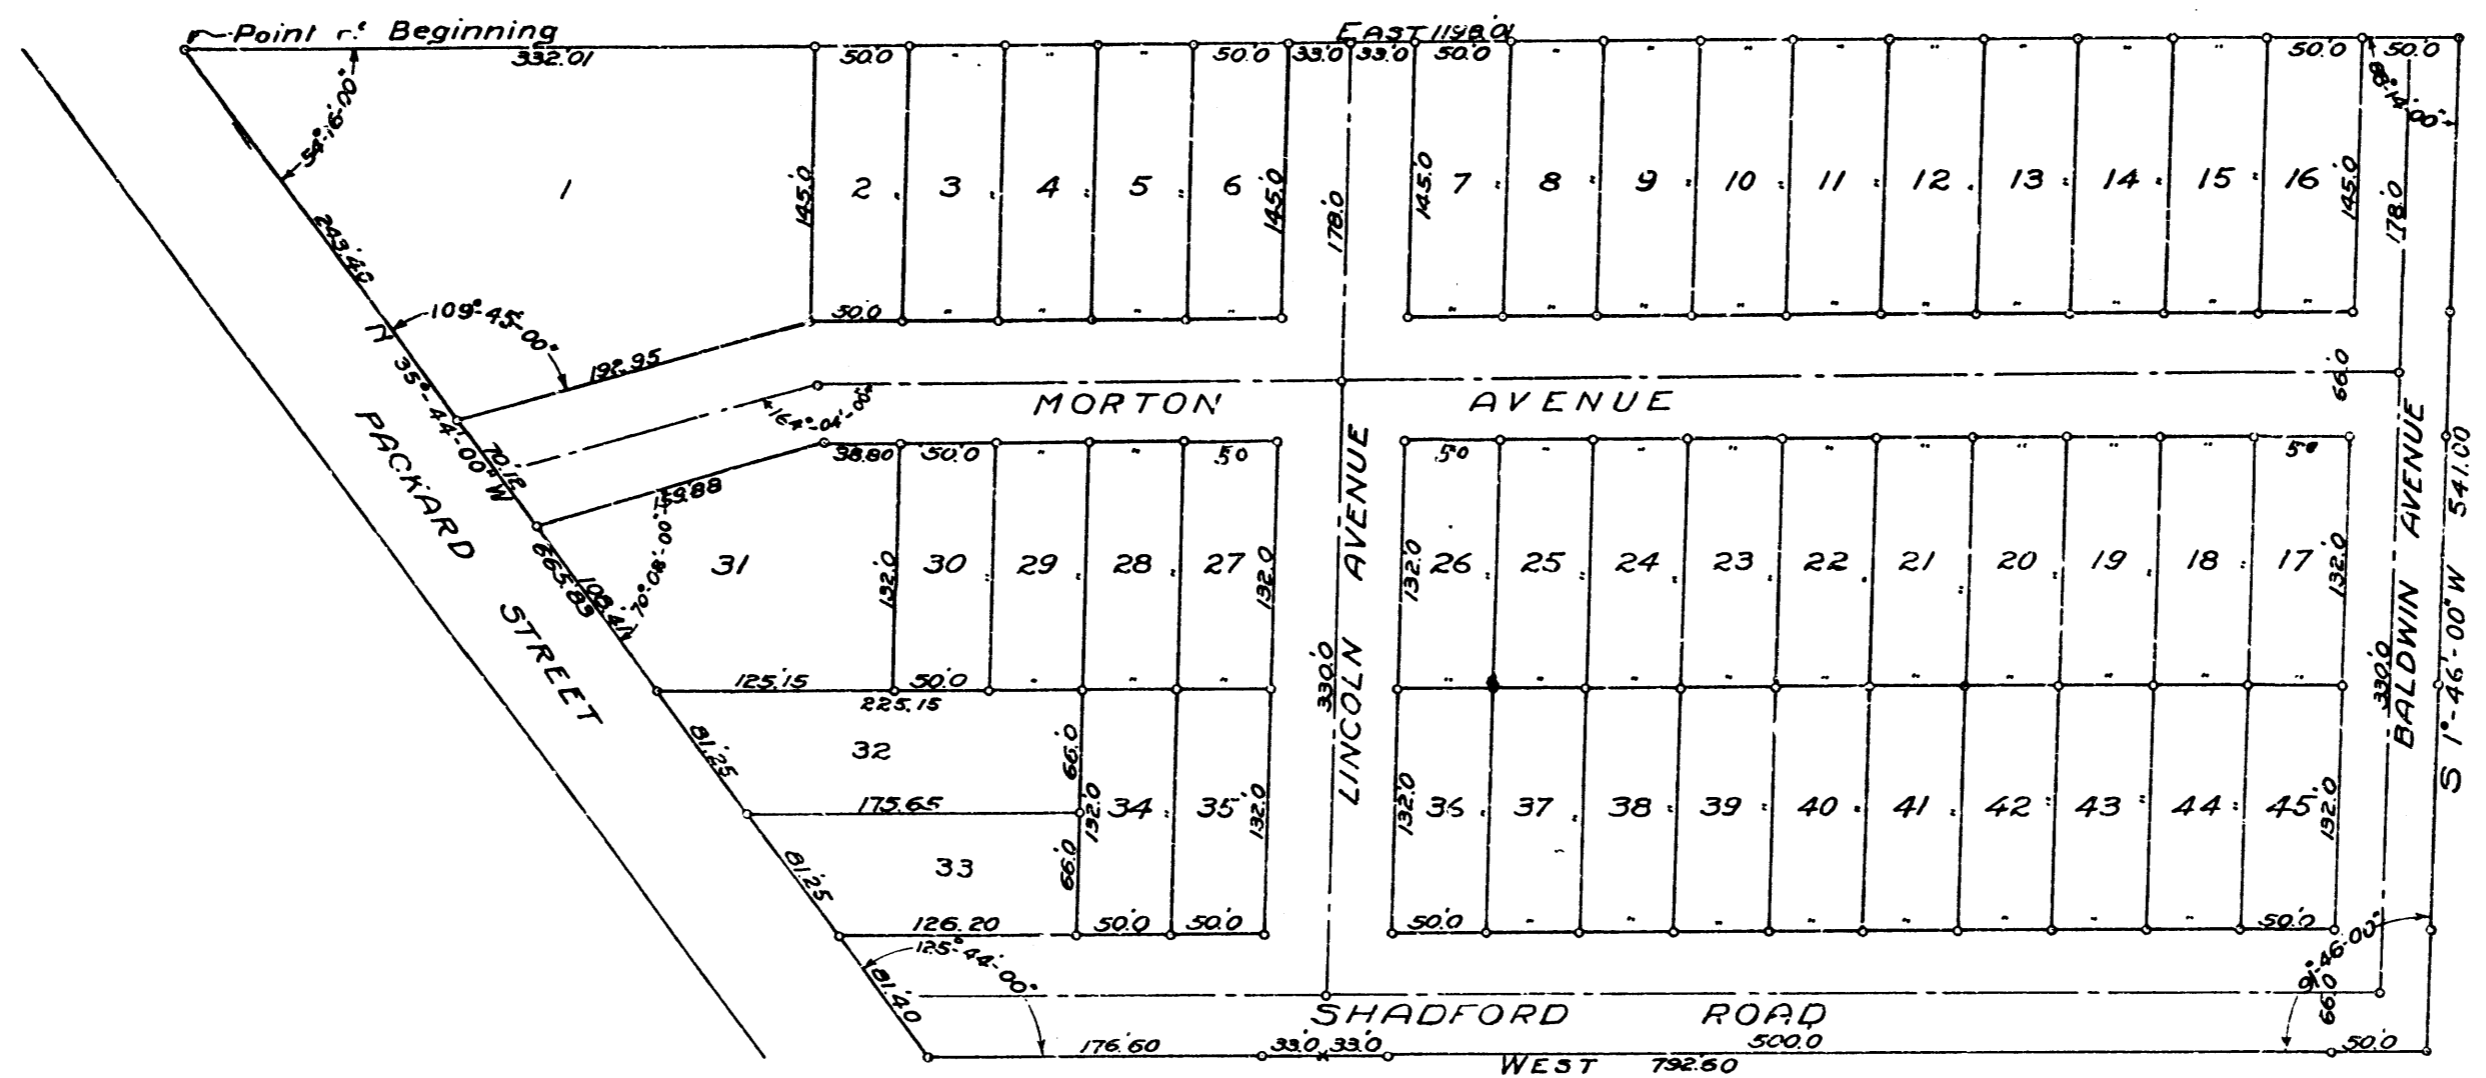 Point Beginning
EAST 1198.01
332.01
50.0 " " " 50.0 33.0 33.0 50.0 " " " " " " " " 50.0 50.0
54°-16'-00"
88°-14'-00"
1 2 3 4 5 6 7 8 9 10 11 12 13 14 15 16
145.0 145.0 145.0 145.0
178.0 178.0
243.40
109°-45'-00"
192.95
50.0 " " " "
" " " " " " " " " "
N 35°-44'-00" W
665.83
70.12
167°-04'-00"
MORTON AVENUE
66.0
PACKARD STREET
LINCOLN AVENUE
BALDWIN AVENUE
S 1°-46'-00" W 541.00
159.88
38.80 50.0 " " 50
50 " " " " " " " " 50
70°-08'-00"
108.41
31 30 29 28 27 26 25 24 23 22 21 20 19 18 17
132.0 132.0 132.0 132.0
125.15 50.0 " " "
" " " " " " " " " "
225.15
330.0 330.0
81.25
32
66.0
175.65
132.0 132.0 132.0 132.0
34 35 36 37 38 39 40 41 42 43 44 45
81.25
33
66.0
126.20 50.0 50.0 50.0 " " " " " " " " 50.0
125°-44'-00"
91°-46'-00"
81.40
66.0
SHADFORD ROAD
176.60 33.0 33.0 500.0 50.0
WEST 792.60